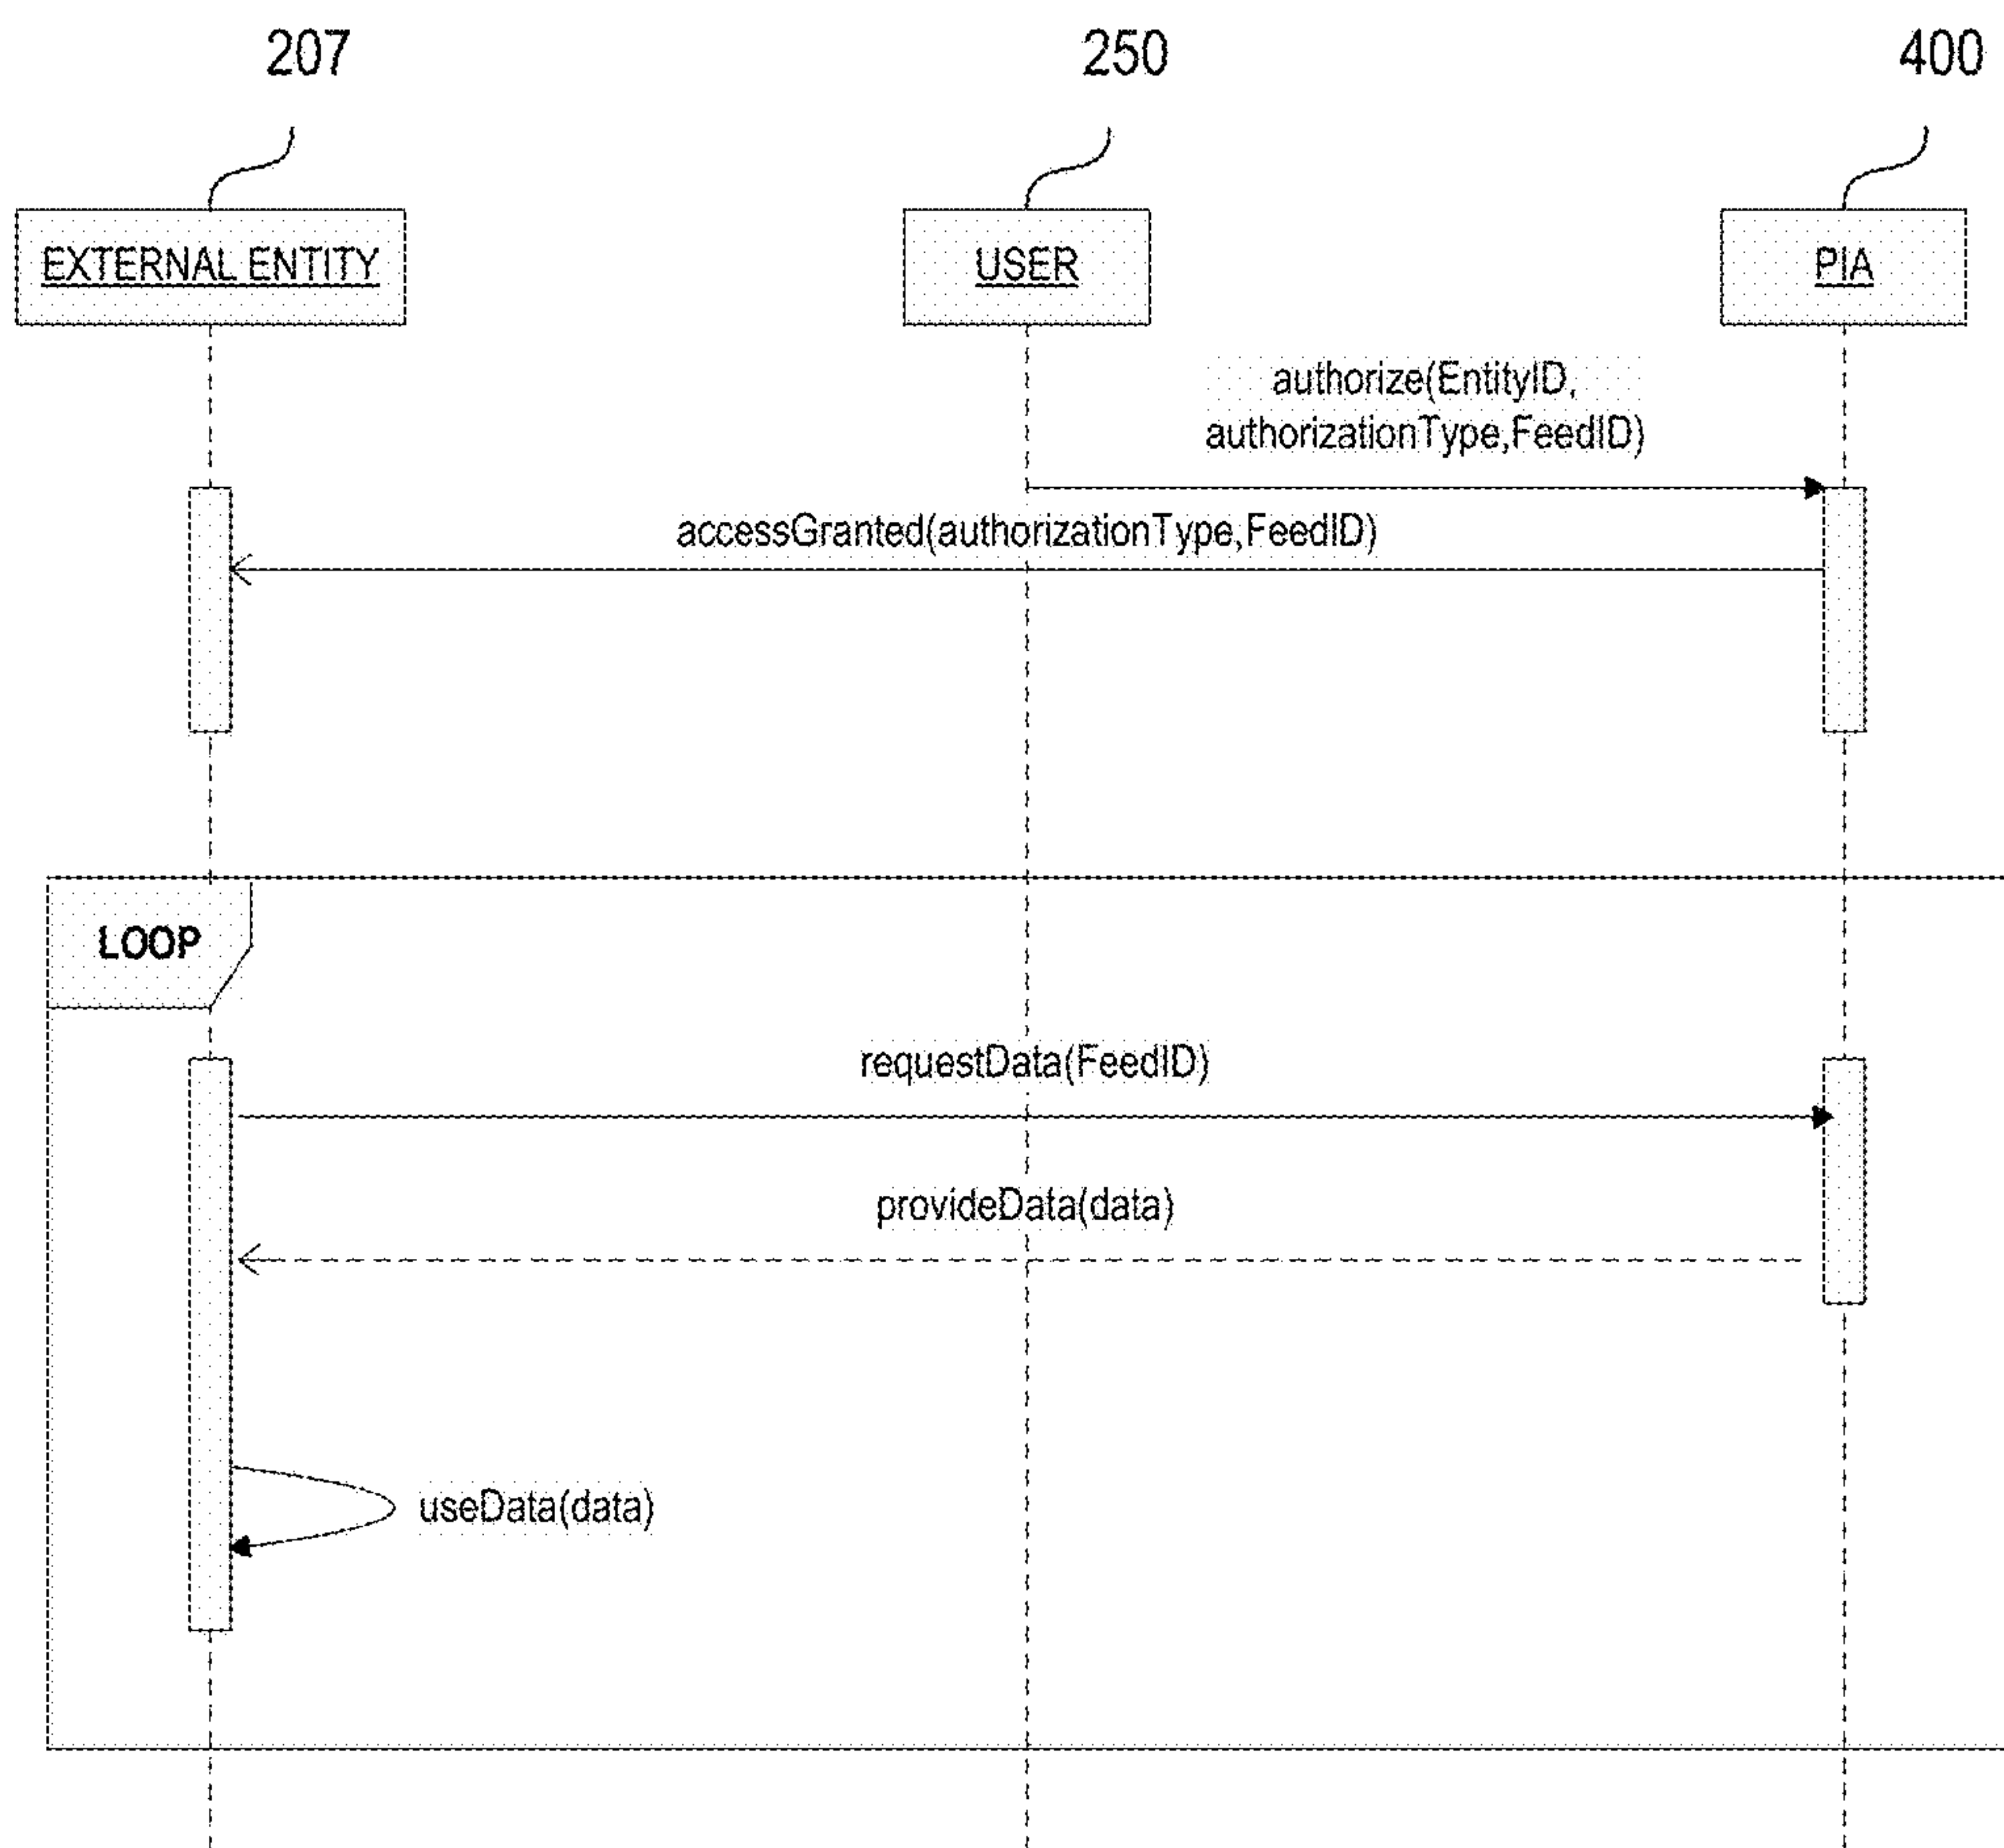 207
250
400
EXTERNAL ENTITY
USER
PIA
authorize(EntityID,
authorizationType,FeedID)
accessGranted(authorizationType,FeedID)
LOOP
requestData(FeedID)
provideData(data)
useData(data)